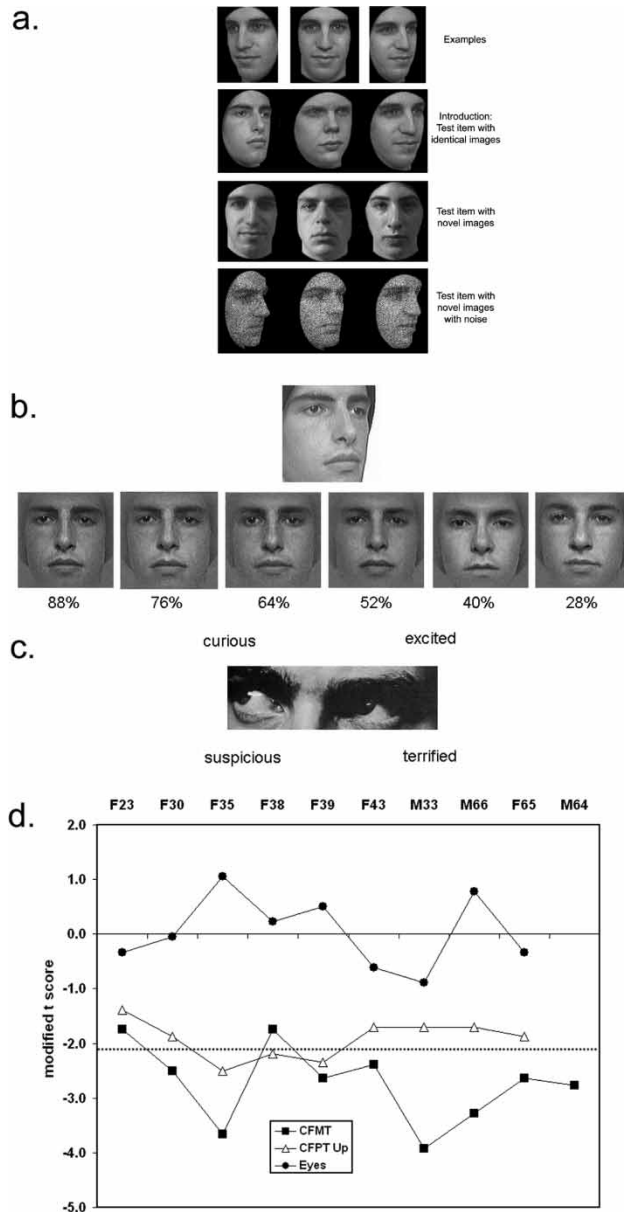 a.
Examples
Introduction:
Test item with
identical images
Test item with
novel images
Test item with
novel images
with noise
b.
88% 76% 64% 52% 40% 28%
c.
curious excited
suspicious terrified
d.
F23 F30 F35 F38 F39 F43 M33 M66 F65 M64
2.0
1.0
0.0
-1.0
-2.0
-3.0
-4.0
-5.0
modified t score
CFMT
CFPT Up
Eyes